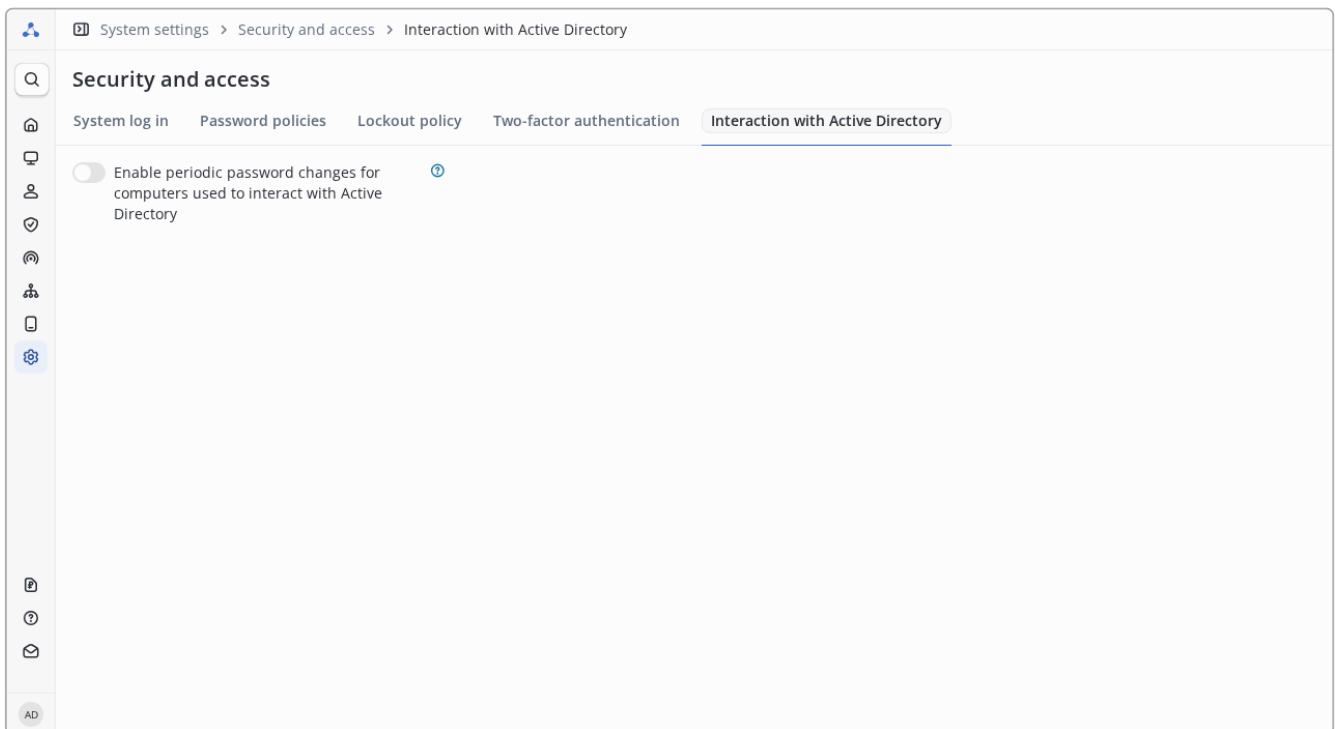 System settings > Security and access > Interaction with Active Directory
Security and access
System log in Password policies Lockout policy Two-factor authentication Interaction with Active Directory
Enable periodic password changes for
computers used to interact with Active
Directory
AD